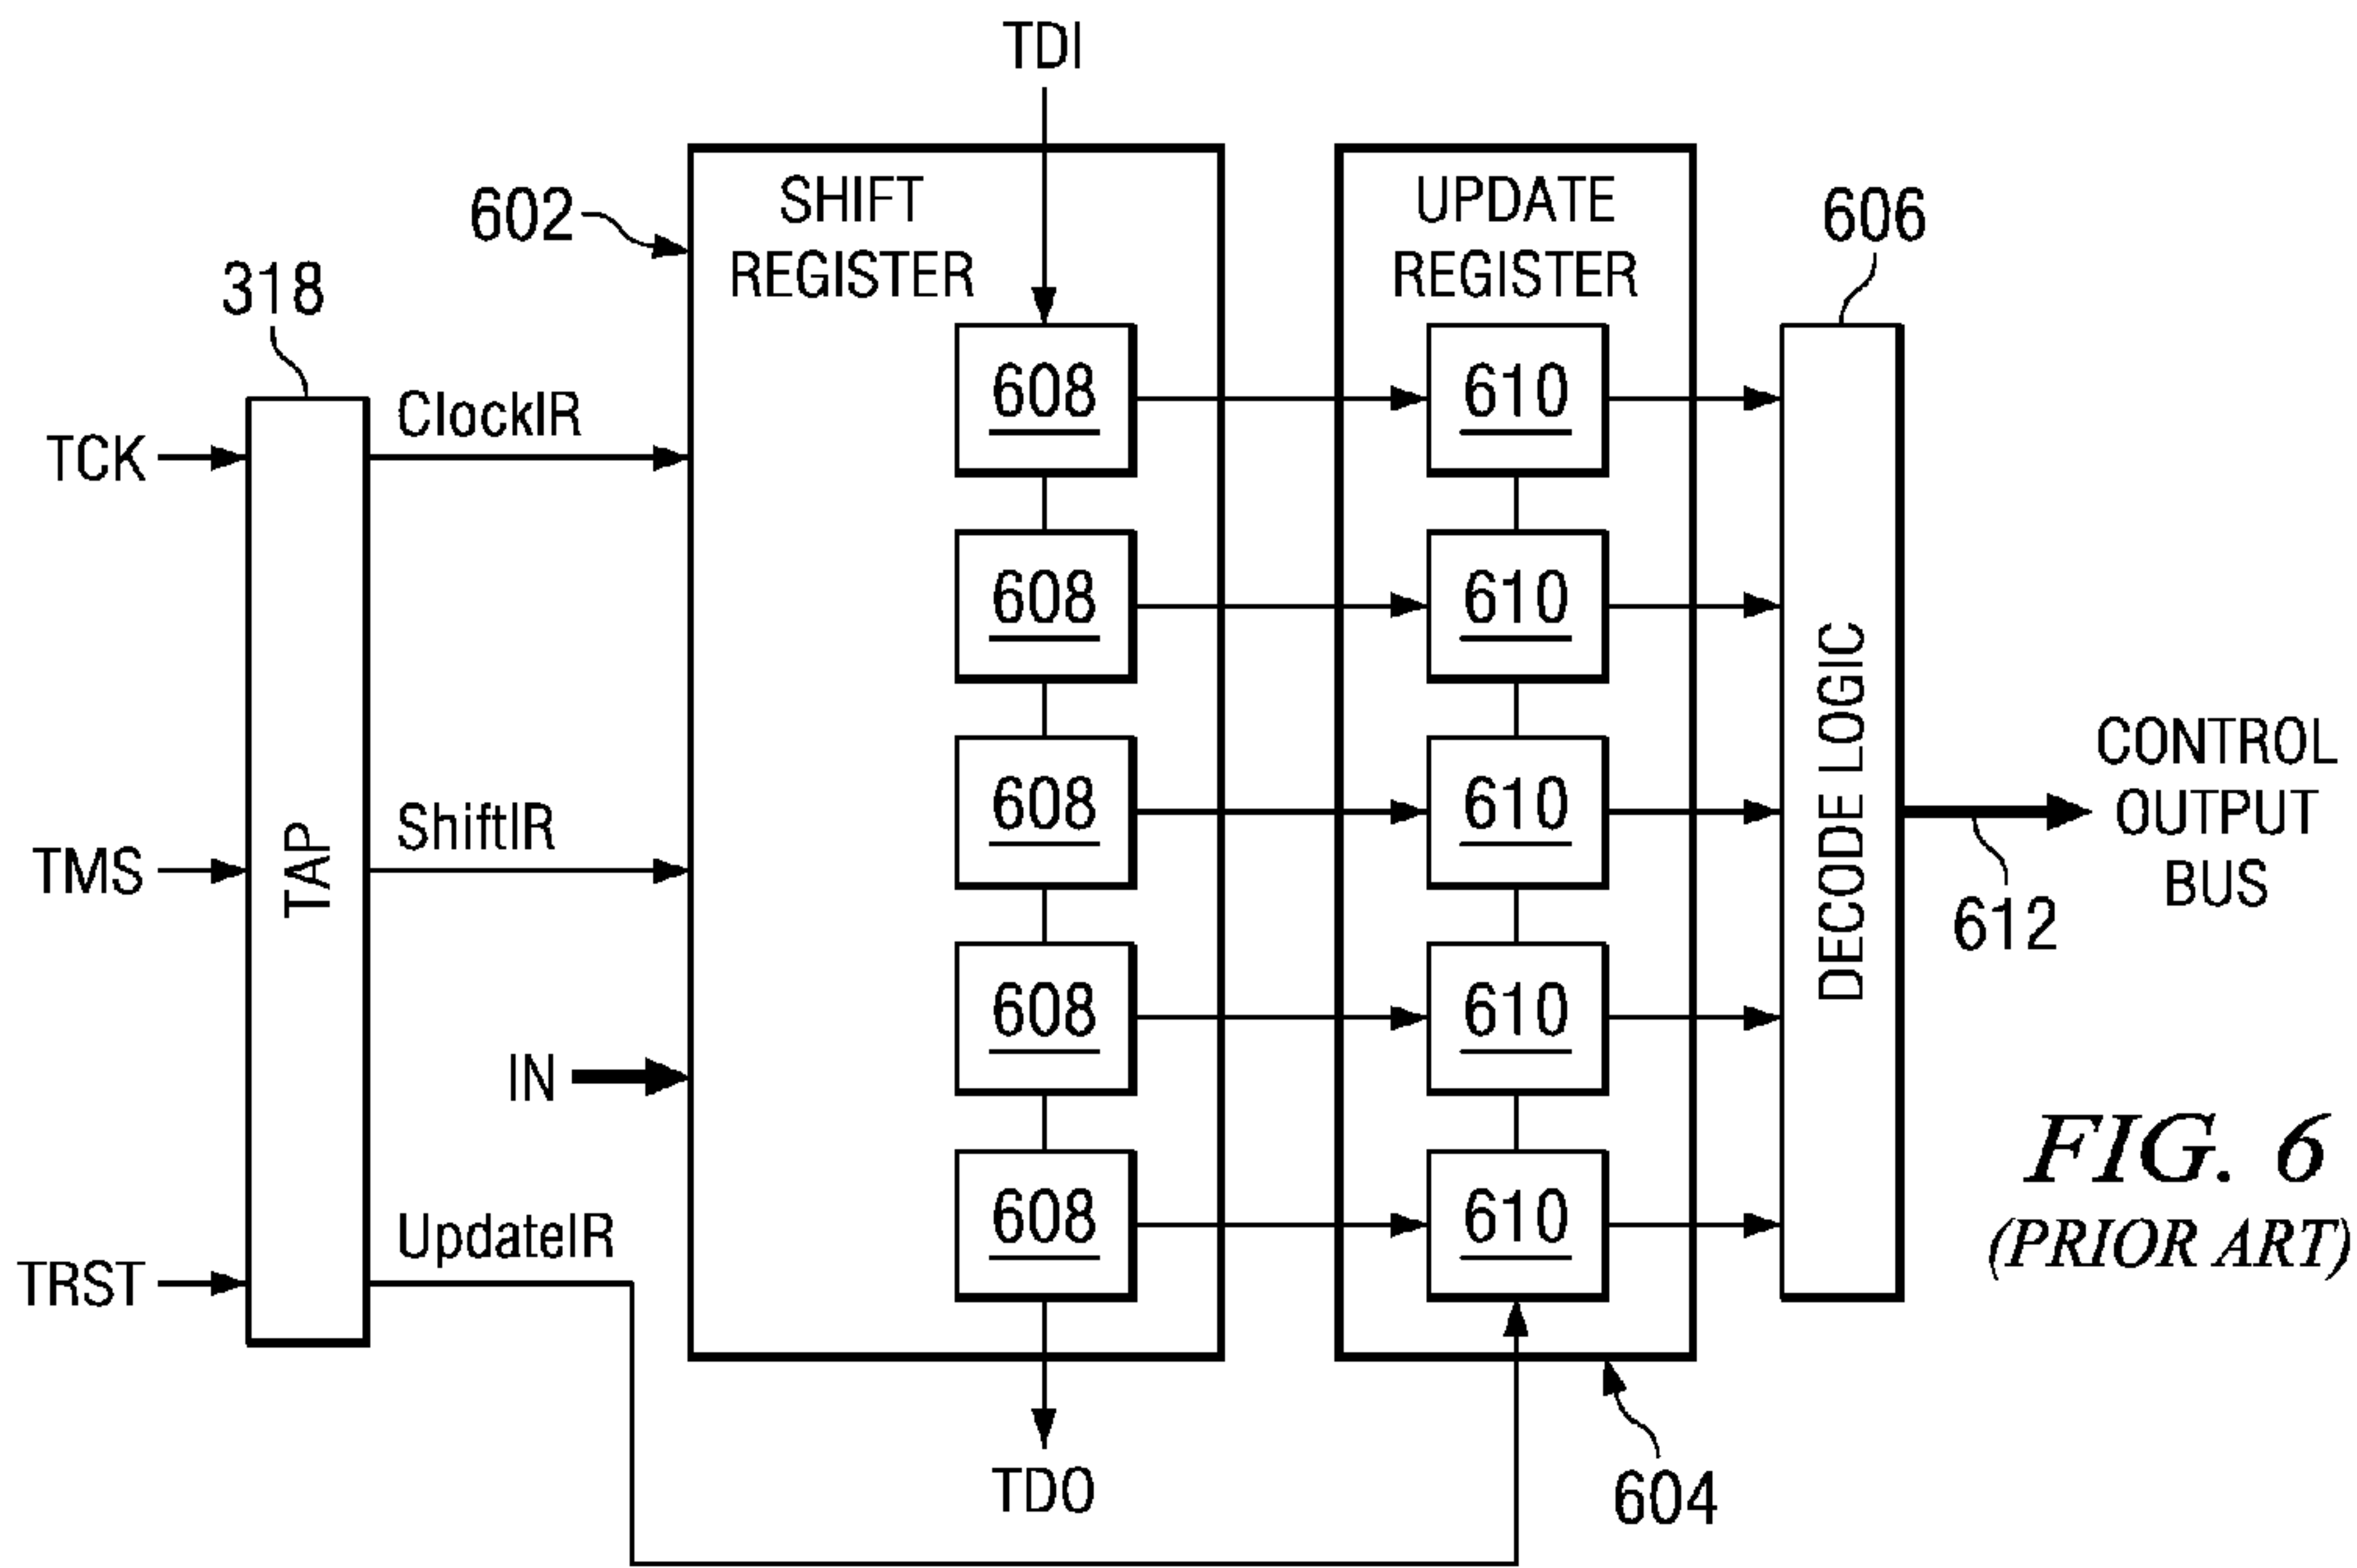 TDI
602
SHIFT
REGISTER
UPDATE
REGISTER
606
318
TCK
ClockIR
TMS
ShiftIR
TAP
IN
TRST
UpdateIR
608
610
608
610
608
610
608
610
608
610
DECODE LOGIC
CONTROL
OUTPUT
BUS
612
TDO
604
FIG. 6
(PRIOR ART)